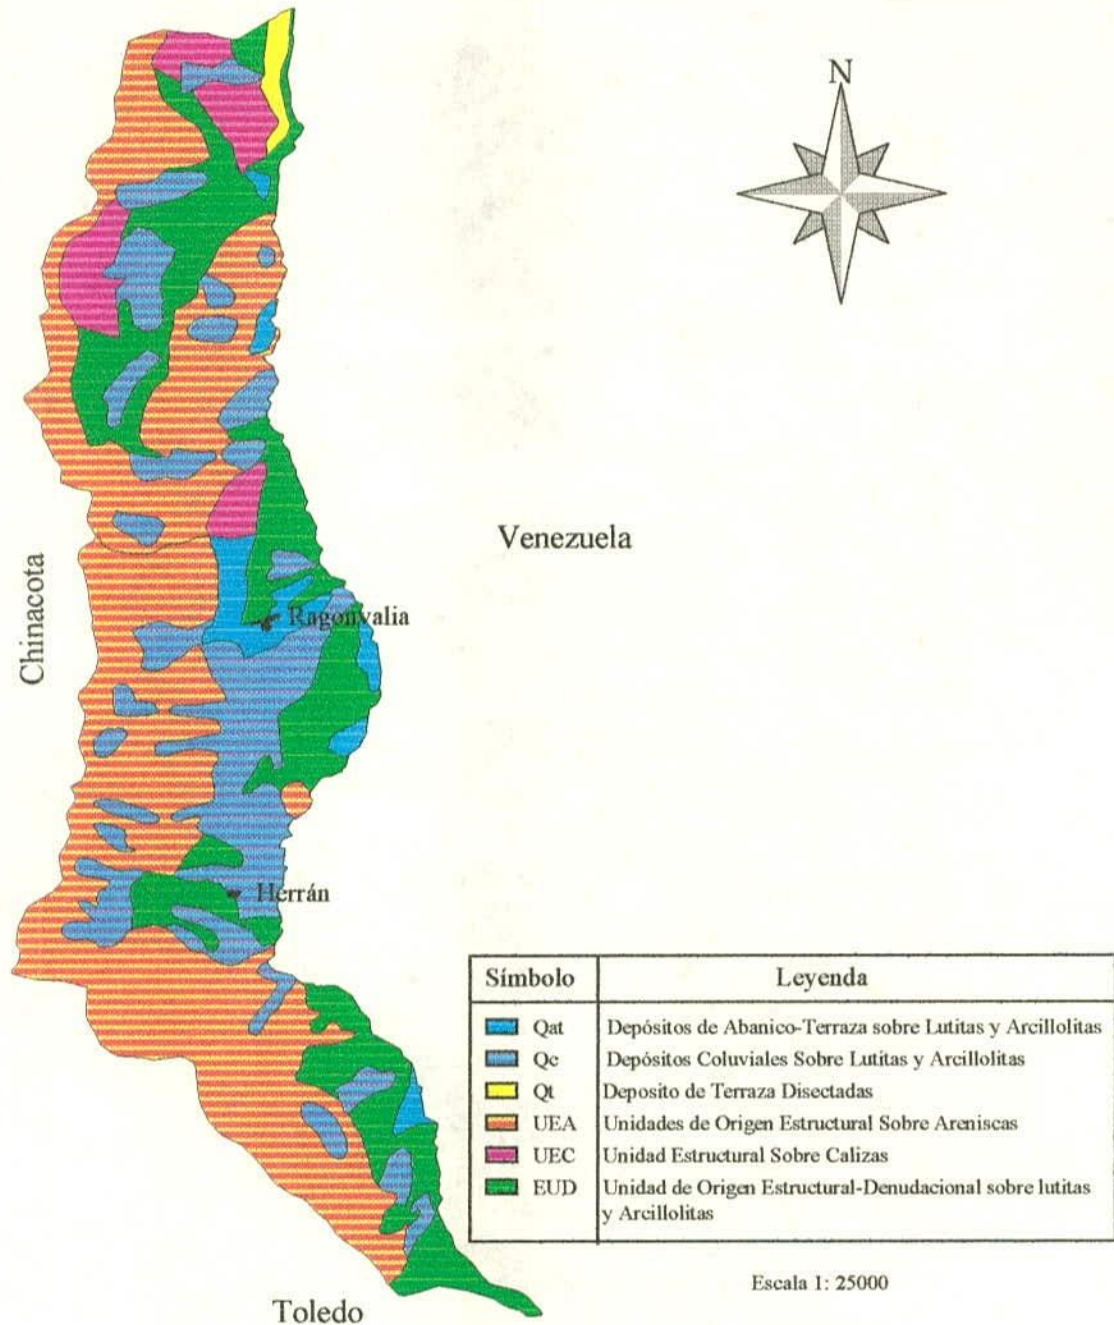 N
Venezuela
Chinacota
Ragonvalia
Herrán
Símbolo Leyenda
Qat Depósitos de Abanico-Terraza sobre Lutitas y Arcillolitas
Qc Depósitos Coluviales Sobre Lutitas y Arcillolitas
Qt Deposito de Terraza Disectadas
UEA Unidades de Origen Estructural Sobre Areniscas
UEC Unidad Estructural Sobre Calizas
EUD Unidad de Origen Estructural-Denudacional sobre lutitas
y Arcillolitas
Escala 1: 25000
Toledo